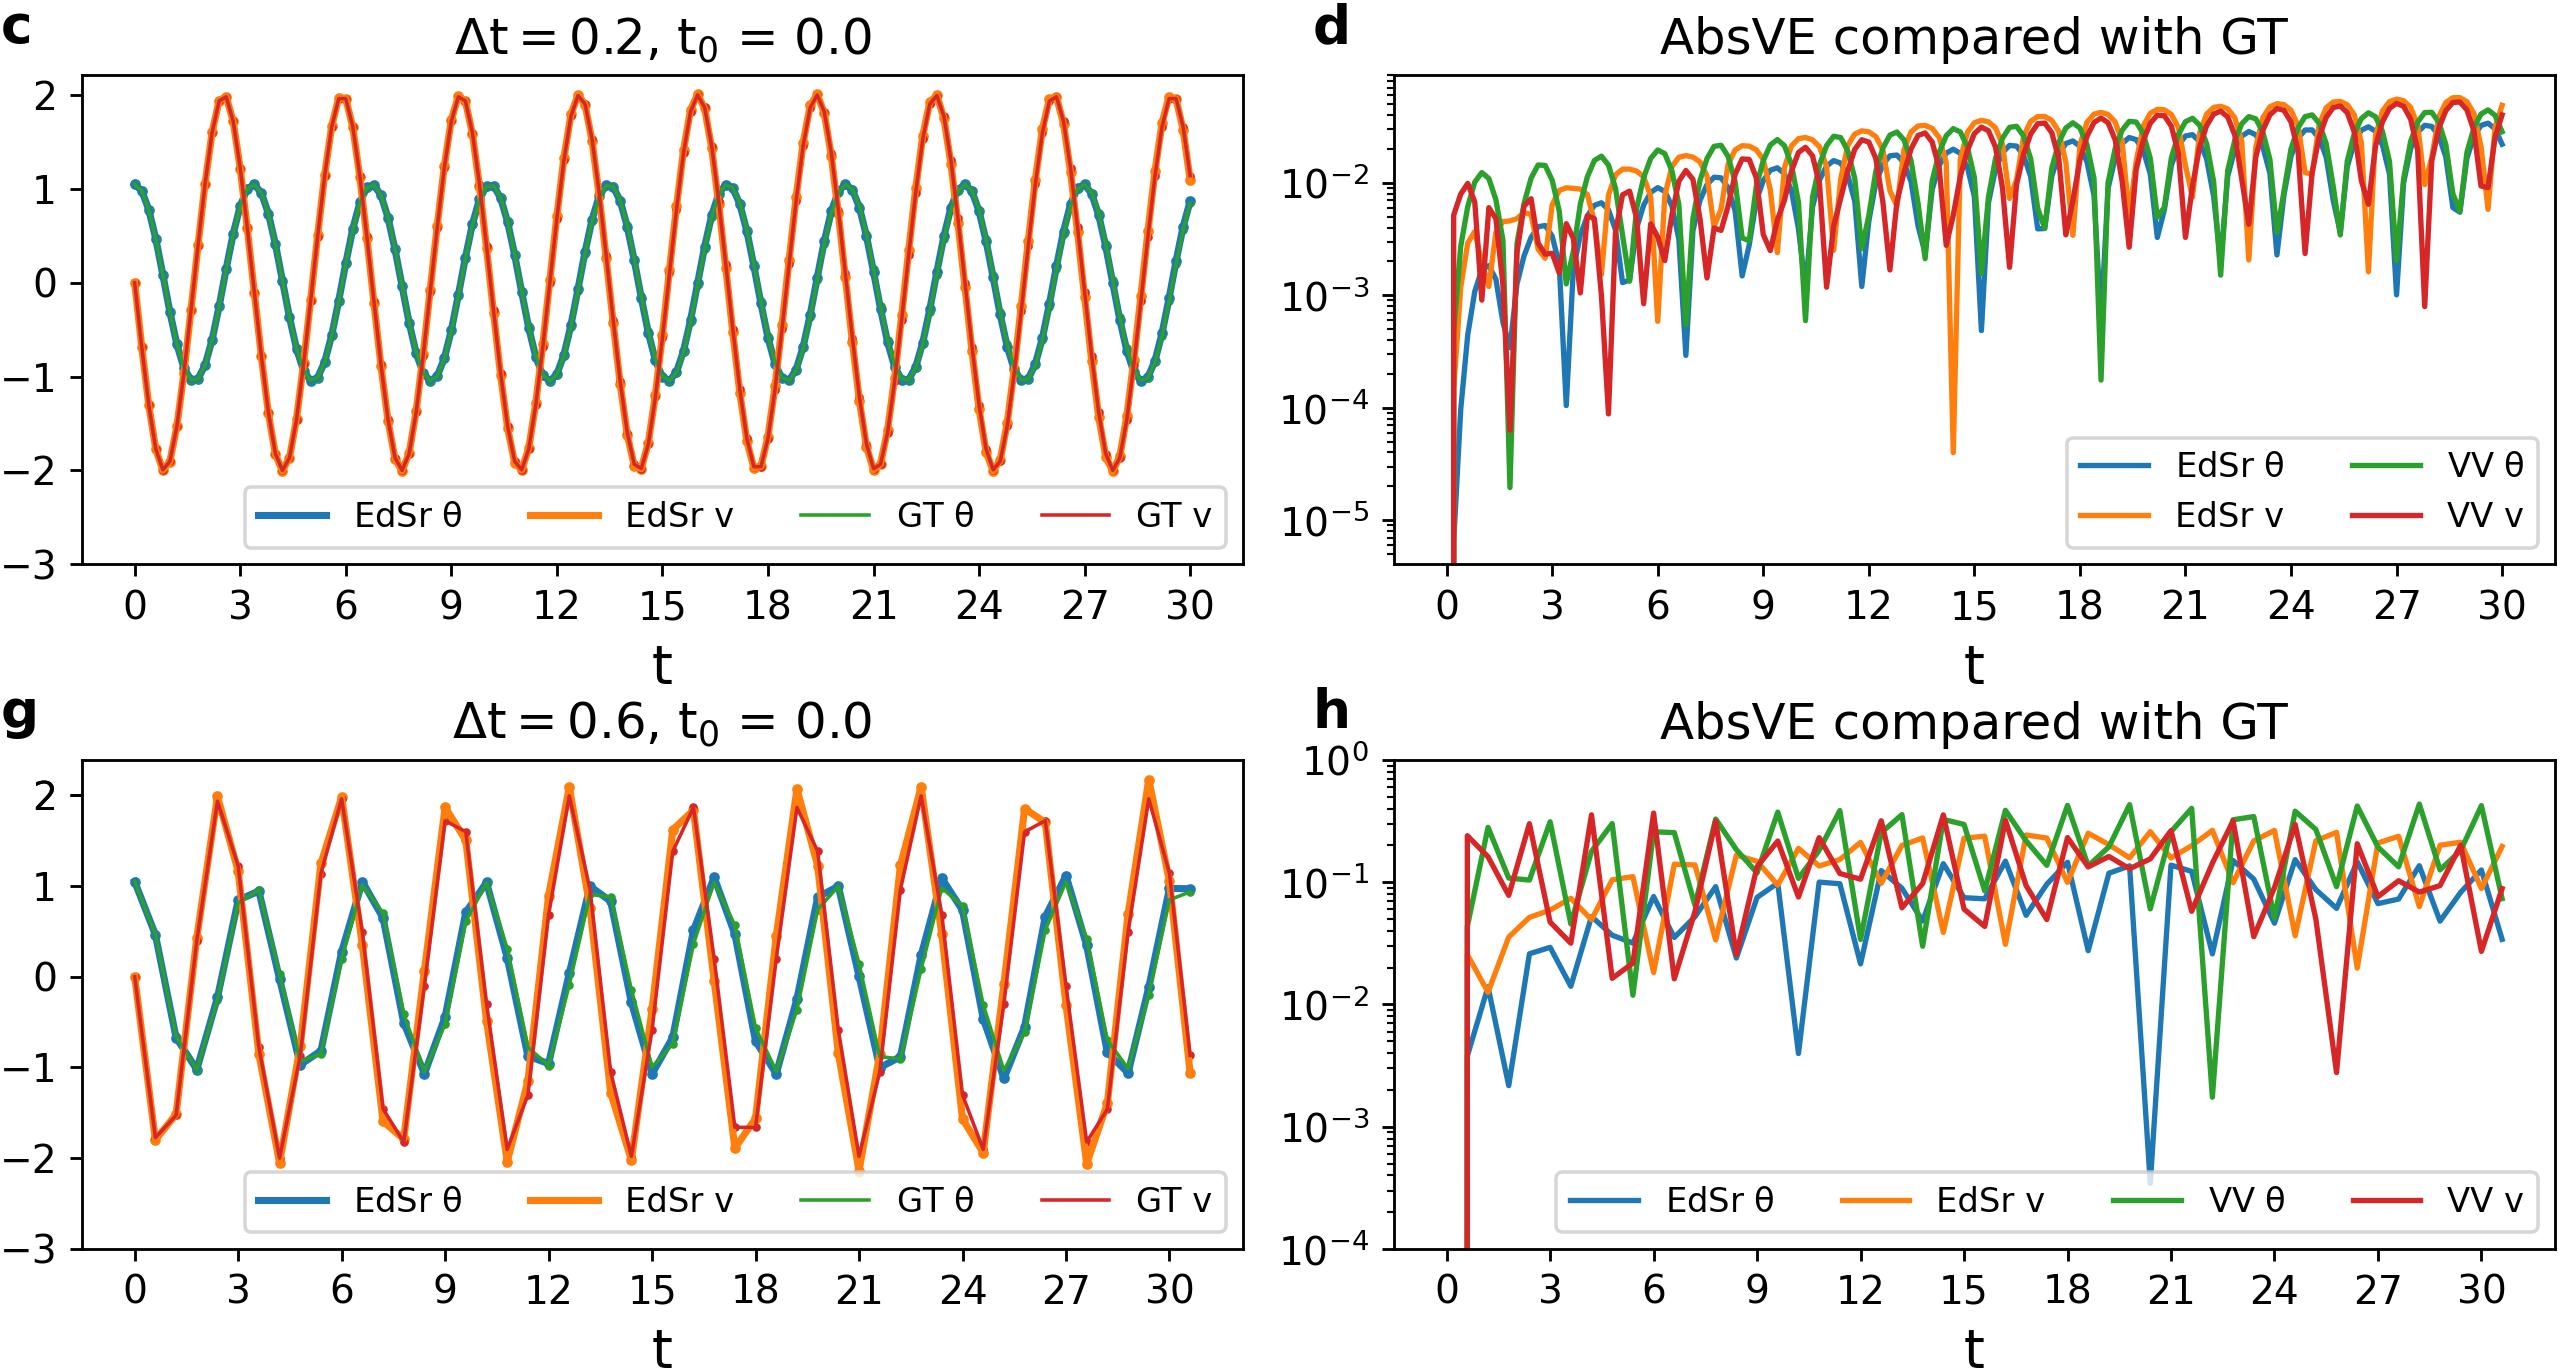 c
Δt = 0.2, t₀ = 0.0
2
1
0
−1
−2
−3
EdSr θ EdSr v GT θ GT v
0 3 6 9 12 15 18 21 24 27 30
t
d
AbsVE compared with GT
10⁻²
10⁻³
10⁻⁴
10⁻⁵
EdSr θ VV θ
EdSr v VV v
0 3 6 9 12 15 18 21 24 27 30
t
g
Δt = 0.6, t₀ = 0.0
2
1
0
−1
−2
−3
EdSr θ EdSr v GT θ GT v
0 3 6 9 12 15 18 21 24 27 30
t
h
AbsVE compared with GT
10⁰
10⁻¹
10⁻²
10⁻³
10⁻⁴
EdSr θ EdSr v VV θ VV v
0 3 6 9 12 15 18 21 24 27 30
t